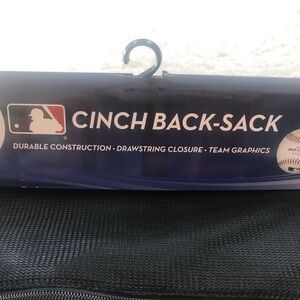 CINCH BACK-SACK
DURABLE CONSTRUCTION • DRAWSTRING CLOSURE • TEAM GRAPHICS